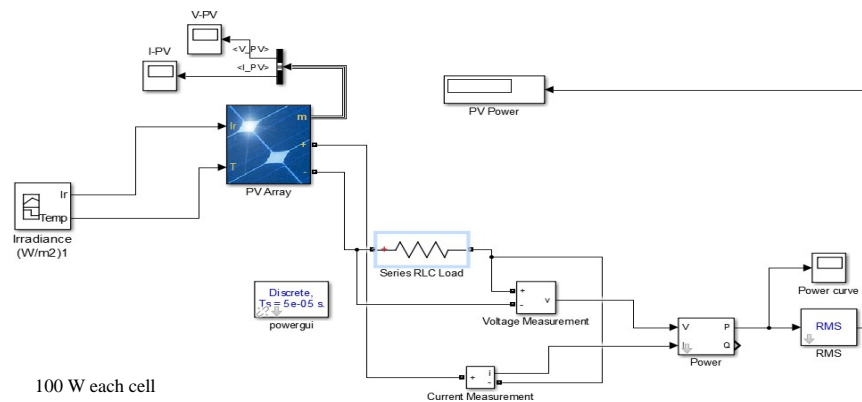 V-PV
I-PV
<V_PV>
<I_PV>
m
Ir
+
T
-
PV Array
PV Power
Ir
Temp
Irradiance
(W/m2)1
+
Series RLC Load
Discrete,
Ts = 5e-05 s.
powergui
+
-
v
Voltage Measurement
Power curve
V
P
I
Q
Power
RMS
RMS
+
i
-
Current Measurement
100 W each cell